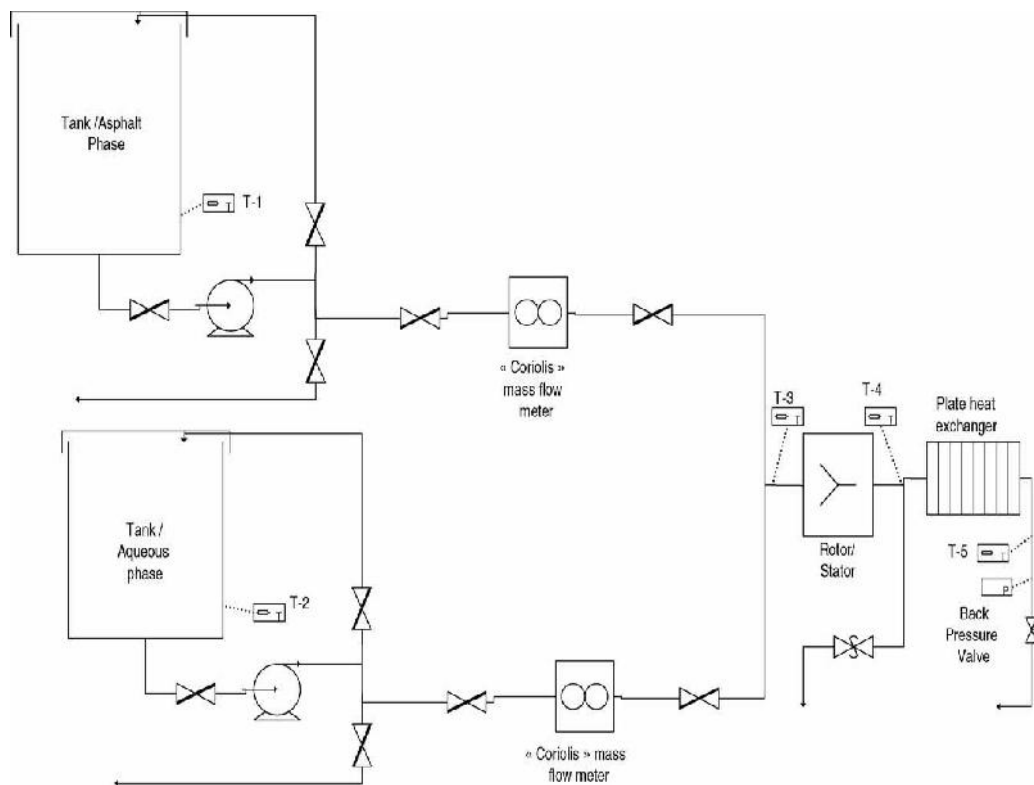 Tank /Asphalt
Phase
T
T-1
« Coriolis »
mass flow
meter
T-3
T
T-4
T
Plate heat
exchanger
Rotor/
Stator
T-5
T
P
Back
Pressure
Valve
Tank /
Aqueous
phase
T
T-2
« Coriolis » mass
flow meter